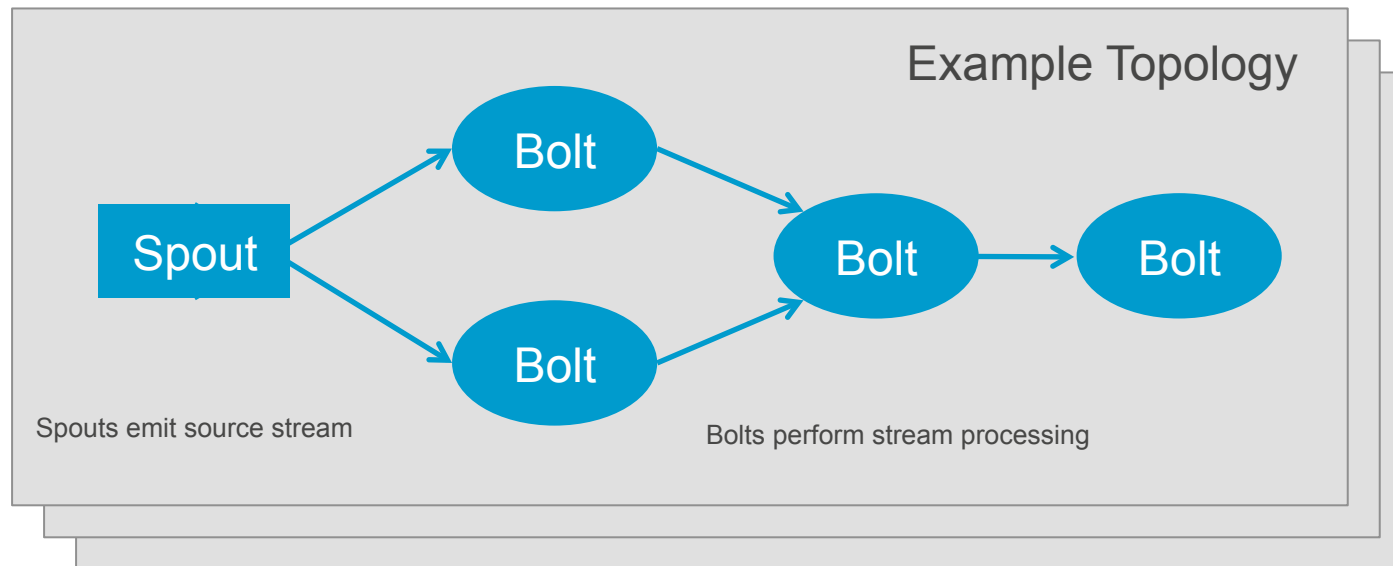 Example Topology
Bolt
Spout
Bolt
Bolt
Bolt
Spouts emit source stream
Bolts perform stream processing